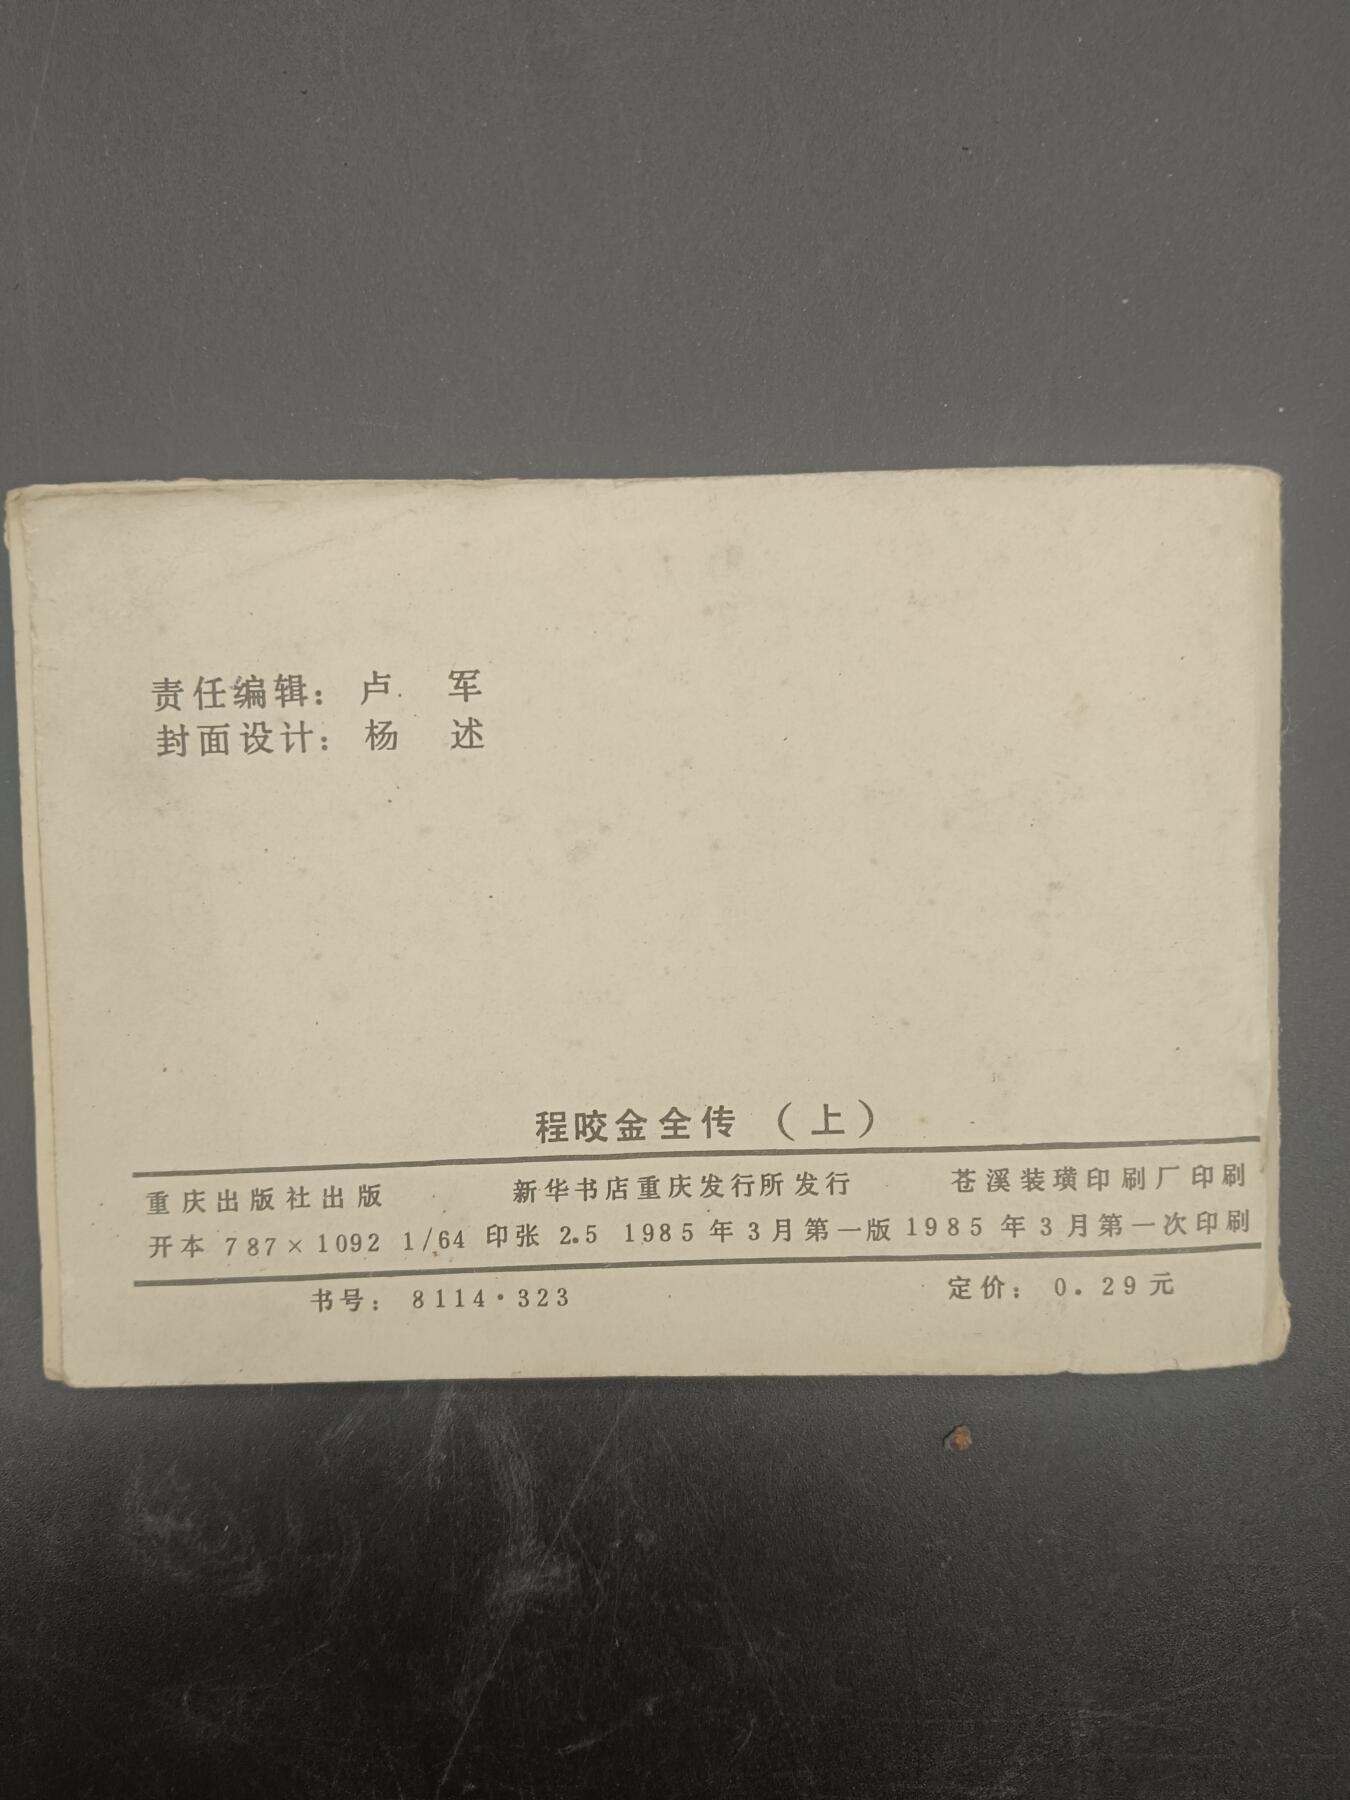 责任编辑：卢 军
封面设计：杨 述
程咬金全传（上）
重庆出版社出版 新华书店重庆发行所发行 苍溪装璜印刷厂印刷
开本 787×1092 1/64 印张 2.5 1985年3月第一版 1985年3月第一次印刷
书号：8114·323 定价：0.29元